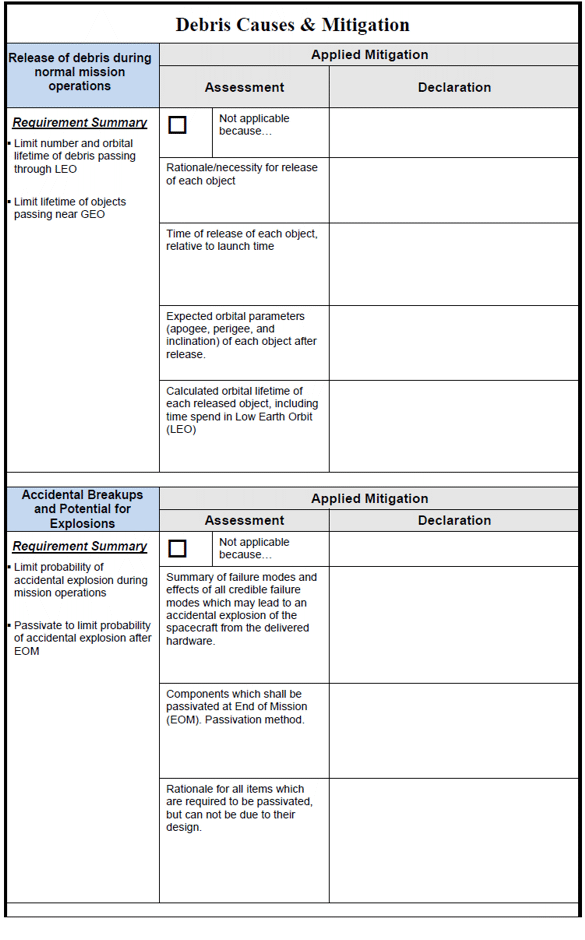 Debris Causes & Mitigation
Release of debris during
normal mission
operations
Applied Mitigation
Assessment
Declaration
Requirement Summary
▪ Limit number and orbital
lifetime of debris passing
through LEO
▪ Limit lifetime of objects
passing near GEO
☐
Not applicable
because…
Rationale/necessity for release
of each object
Time of release of each object,
relative to launch time
Expected orbital parameters
(apogee, perigee, and
inclination) of each object after
release.
Calculated orbital lifetime of
each released object, including
time spend in Low Earth Orbit
(LEO)
Accidental Breakups
and Potential for
Explosions
Applied Mitigation
Assessment
Declaration
Requirement Summary
▪ Limit probability of
accidental explosion during
mission operations
▪ Passivate to limit probability
of accidental explosion after
EOM
☐
Not applicable
because…
Summary of failure modes and
effects of all credible failure
modes which may lead to an
accidental explosion of the
spacecraft from the delivered
hardware.
Components which shall be
passivated at End of Mission
(EOM). Passivation method.
Rationale for all items which
are required to be passivated,
but can not be due to their
design.